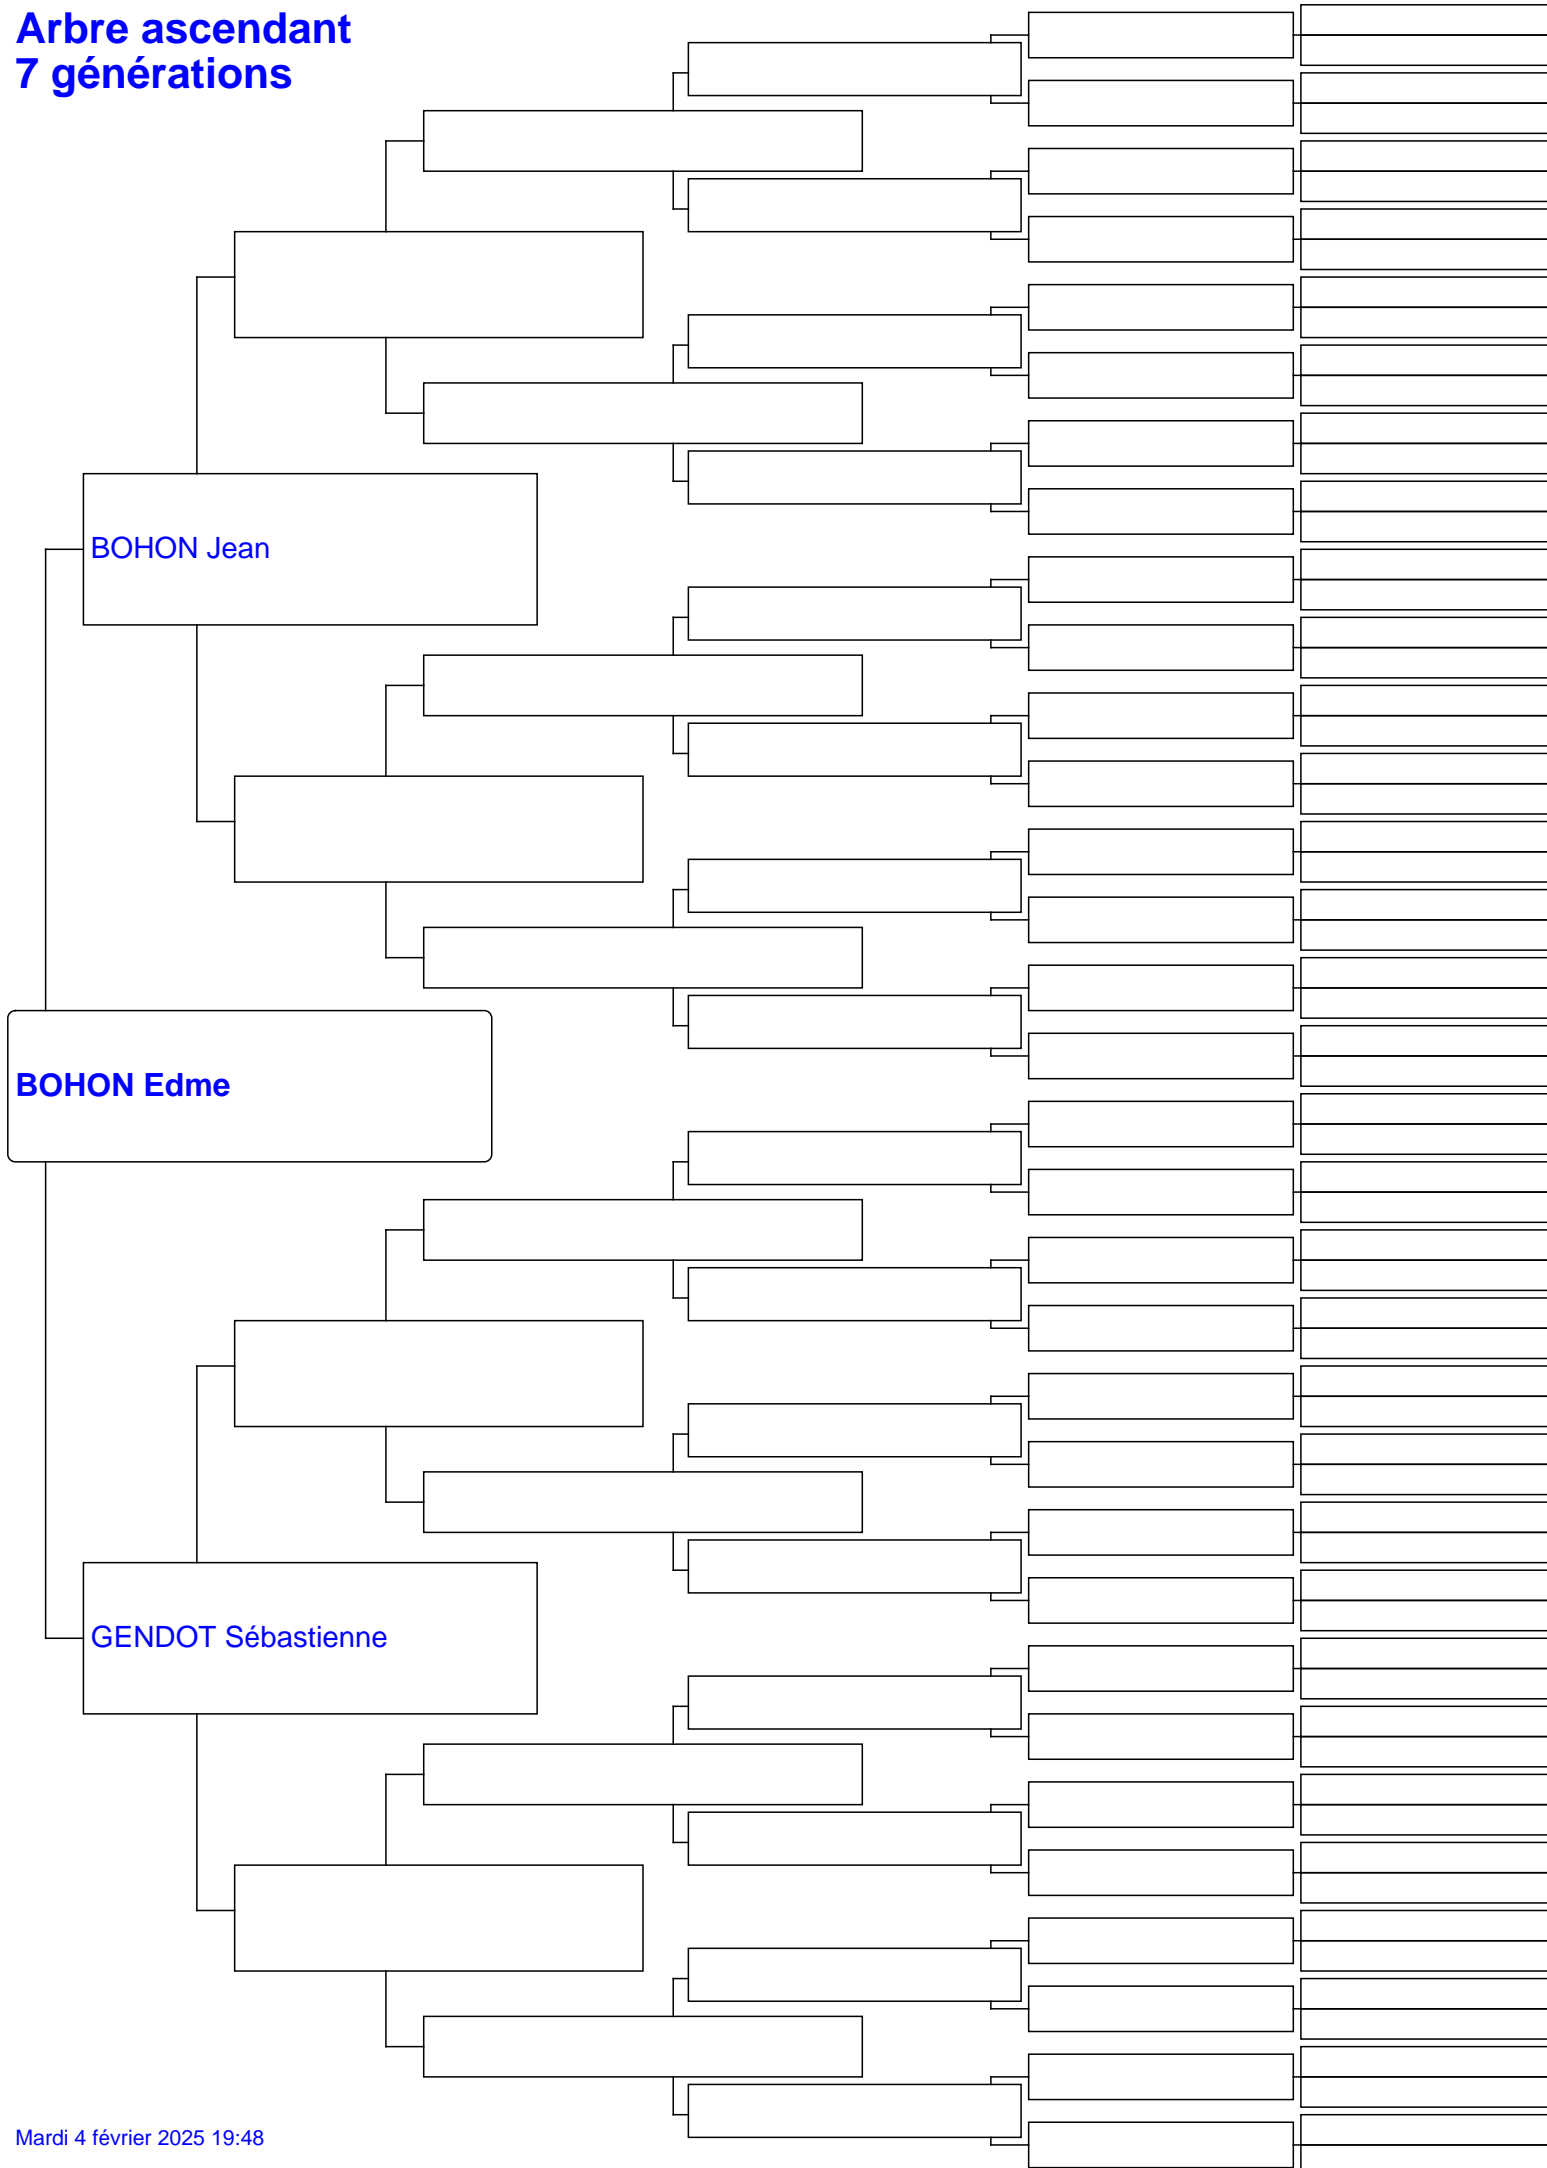 Arbre ascendant
7 générations
BOHON Jean
BOHON Edme
GENDOT Sébastienne
Mardi 4 février 2025 19:48